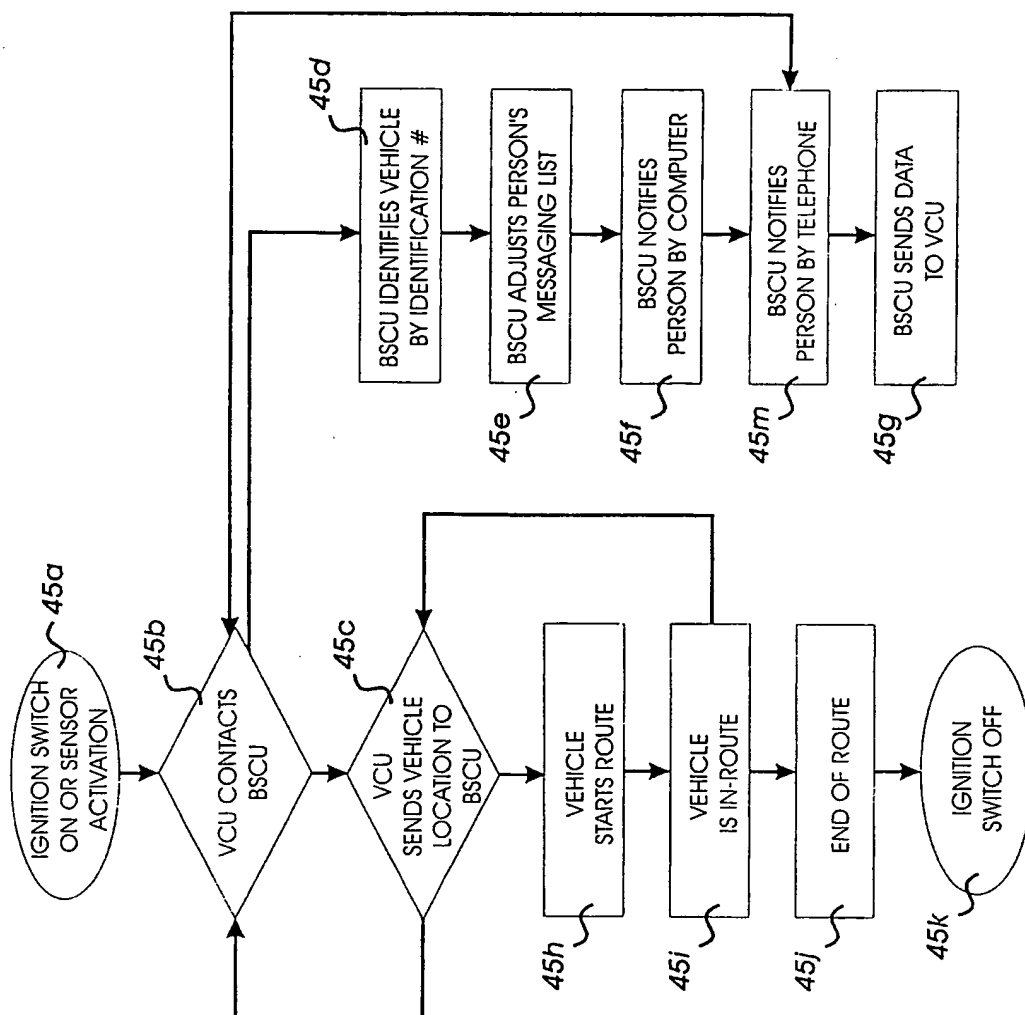 IGNITION SWITCH
ON OR SENSOR
ACTIVATION
45a
VCU CONTACTS
BSCU
45b
VCU
SENDS VEHICLE
LOCATION TO
BSCU
45c
VEHICLE
STARTS ROUTE
45h
VEHICLE
IS IN-ROUTE
45i
END OF ROUTE
45j
IGNITION
SWITCH OFF
45k
BSCU IDENTIFIES VEHICLE
BY IDENTIFICATION #
45d
BSCU ADJUSTS PERSON'S
MESSAGING LIST
45e
BSCU NOTIFIES
PERSON BY COMPUTER
45f
BSCU NOTIFIES
PERSON BY TELEPHONE
45m
BSCU SENDS DATA
TO VCU
45g